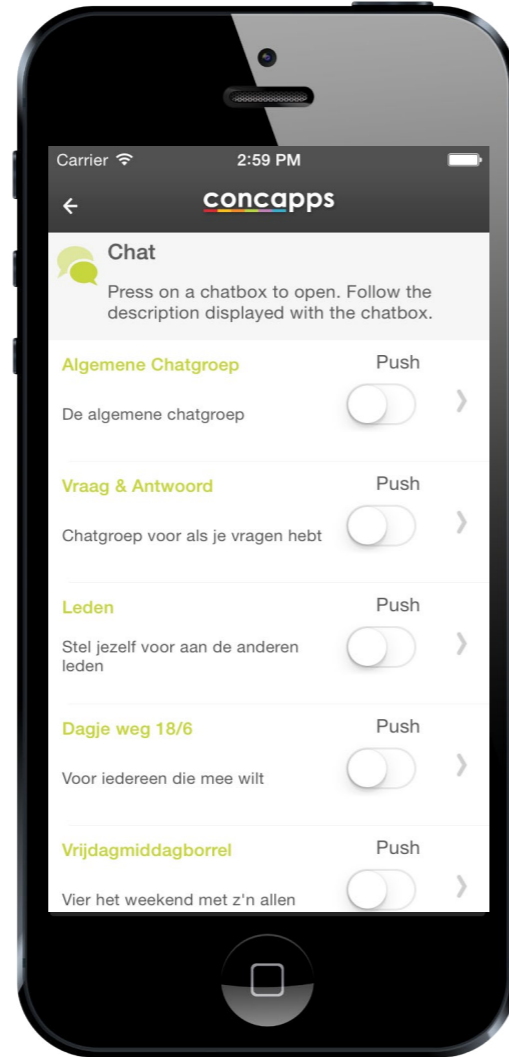 Carrier 2:59 PM
concapps
Chat
Press on a chatbox to open. Follow the
description displayed with the chatbox.
Algemene Chatgroep Push
De algemene chatgroep
Vraag & Antwoord Push
Chatgroep voor als je vragen hebt
Leden Push
Stel jezelf voor aan de anderen
leden
Dagje weg 18/6 Push
Voor iedereen die mee wilt
Vrijdagmiddagborrel Push
Vier het weekend met z'n allen